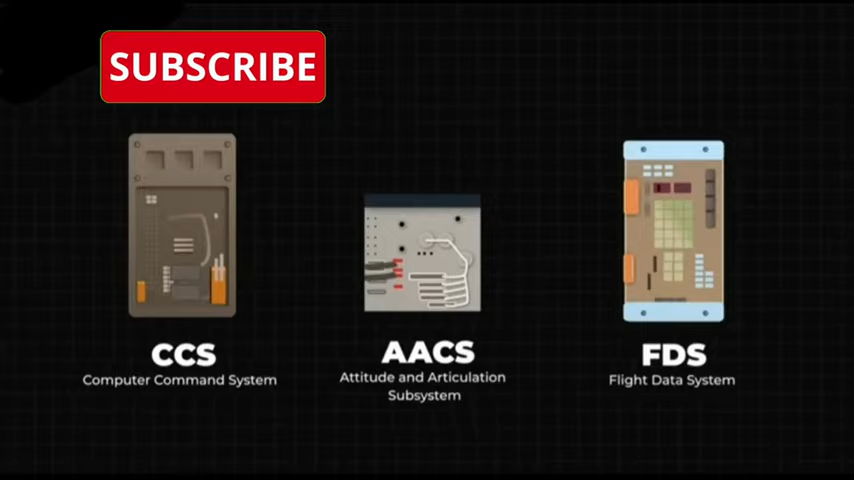 SUBSCRIBE
CCS
Computer Command System
AACS
Attitude and Articulation
Subsystem
FDS
Flight Data System